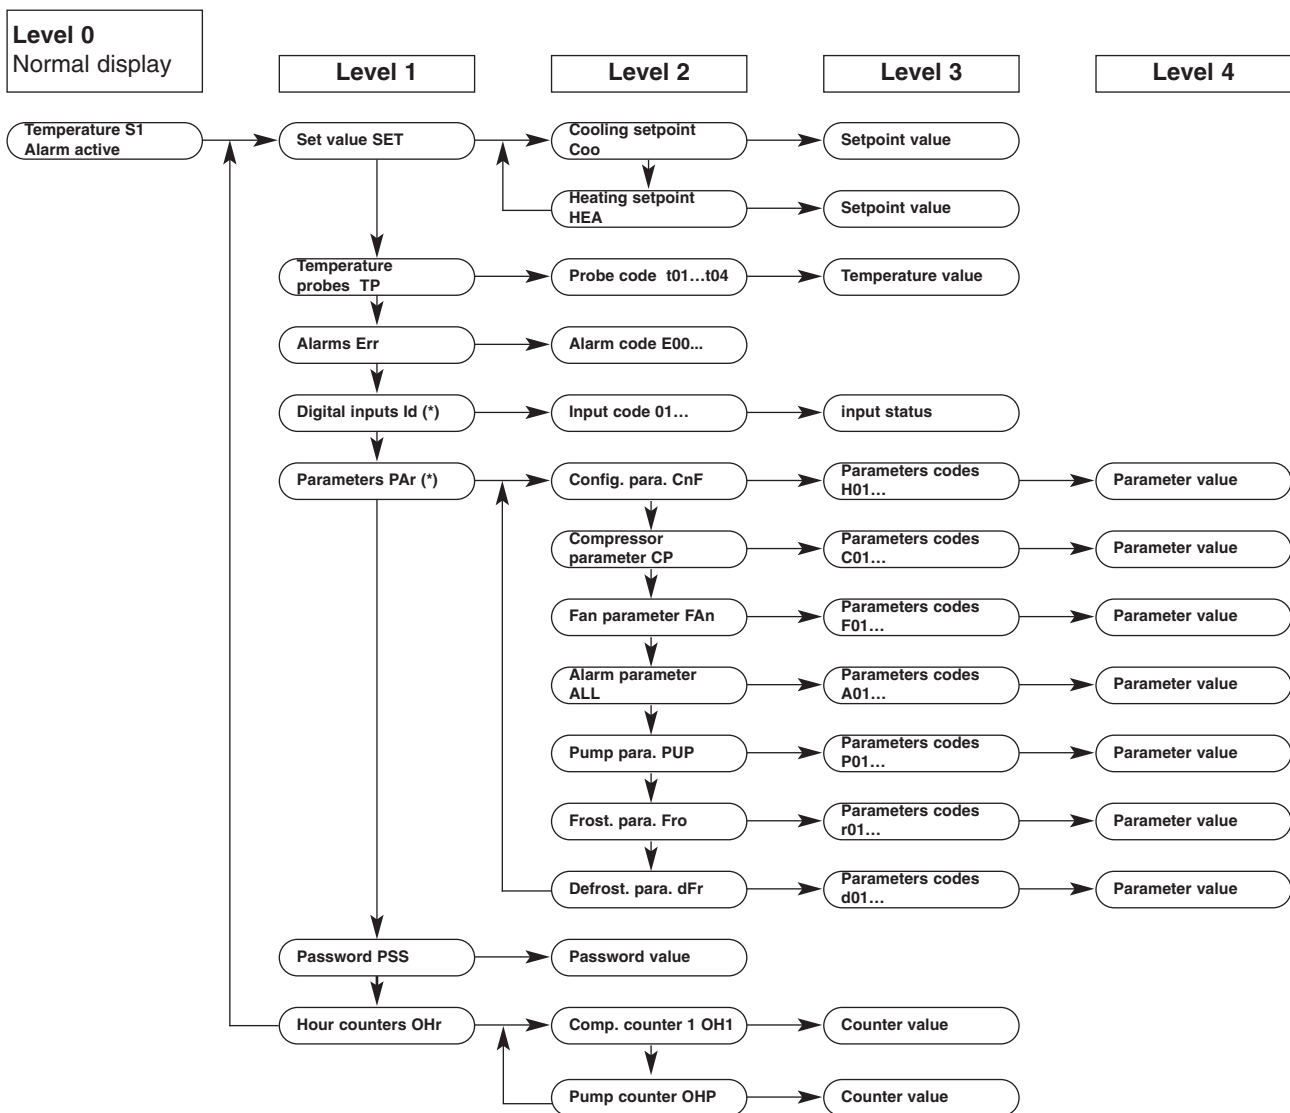 Level 0
Normal display
Level 1
Level 2
Level 3
Level 4
Temperature S1
Alarm active
Set value SET
Cooling setpoint
Coo
Setpoint value
Heating setpoint
HEA
Setpoint value
Temperature
probes TP
Probe code t01...t04
Temperature value
Alarms Err
Alarm code E00...
Digital inputs Id (*)
Input code 01...
input status
Parameters PAr (*)
Config. para. CnF
Parameters codes
H01...
Parameter value
Compressor
parameter CP
Parameters codes
C01...
Parameter value
Fan parameter FAn
Parameters codes
F01...
Parameter value
Alarm parameter
ALL
Parameters codes
A01...
Parameter value
Pump para. PUP
Parameters codes
P01...
Parameter value
Frost. para. Fro
Parameters codes
r01...
Parameter value
Defrost. para. dFr
Parameters codes
d01...
Parameter value
Password PSS
Password value
Hour counters OHr
Comp. counter 1 OH1
Counter value
Pump counter OHP
Counter value